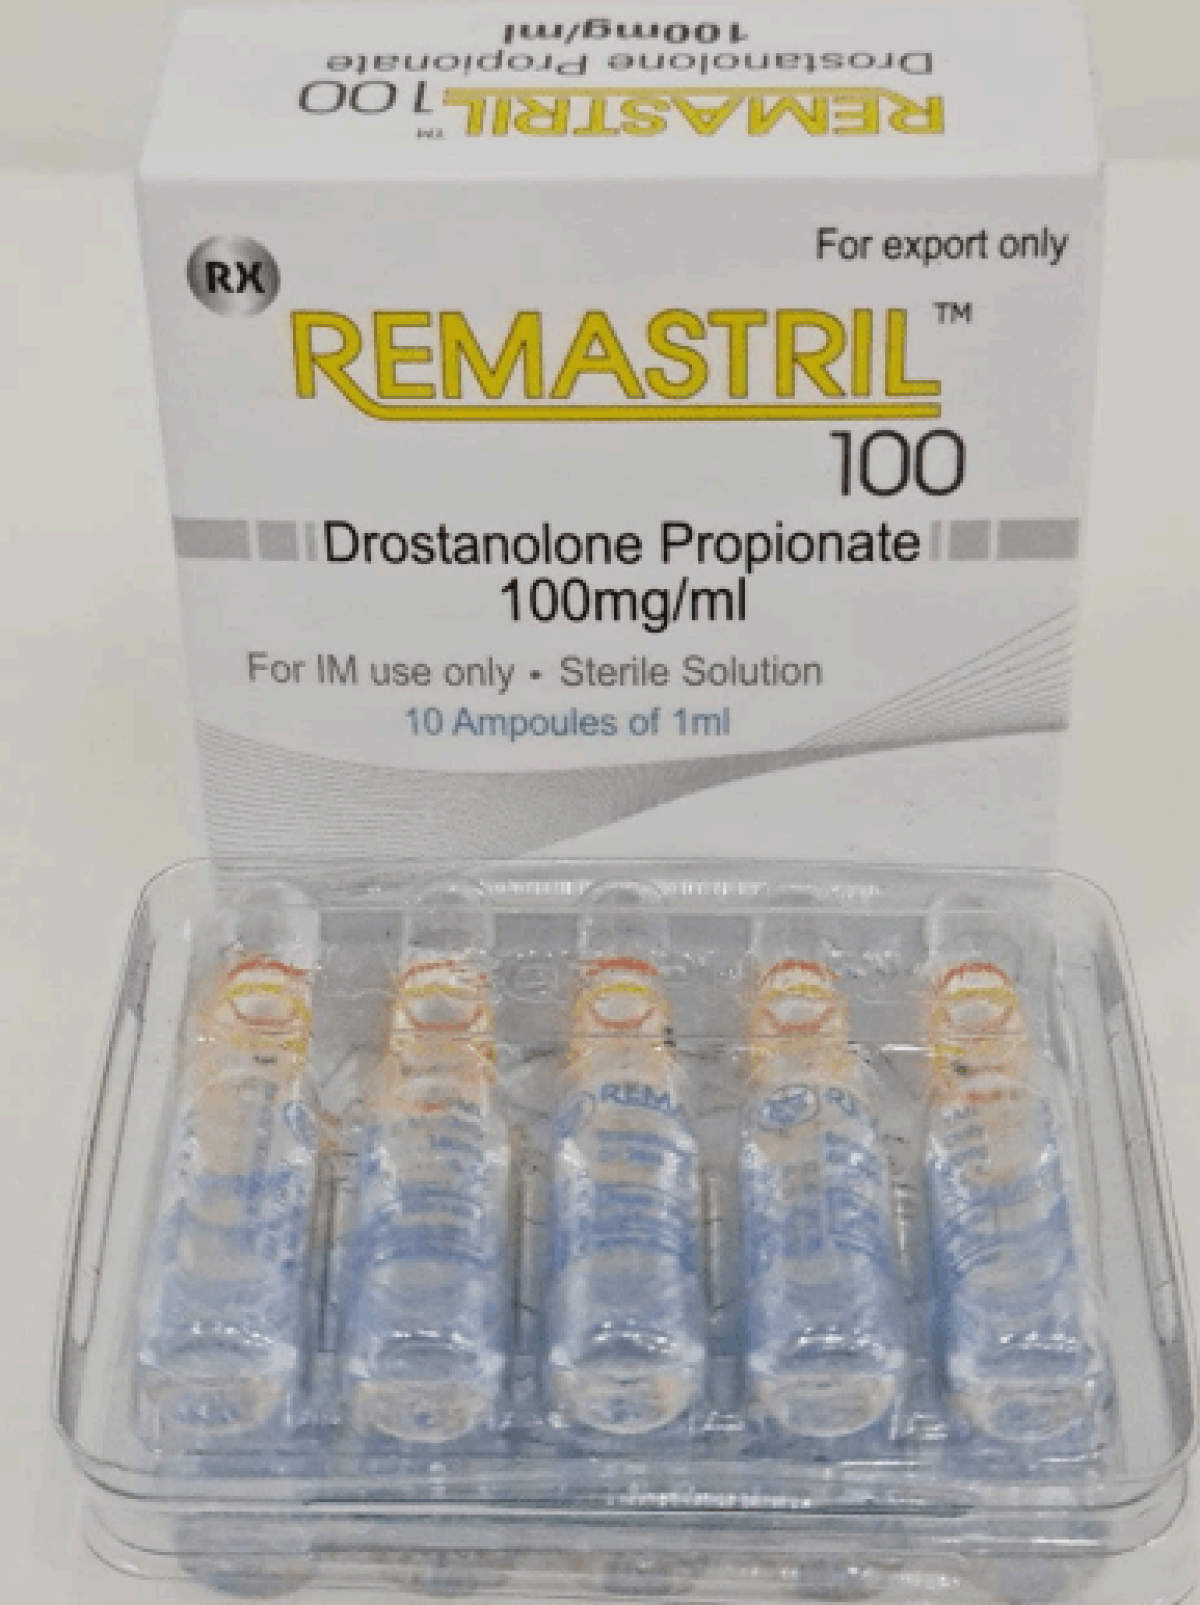 100mg/ml
Drostanolone Propionate
REMASTRIL™ 100
RX
For export only
REMASTRIL™
100
Drostanolone Propionate
100mg/ml
For IM use only • Sterile Solution
10 Ampoules of 1ml
REMA